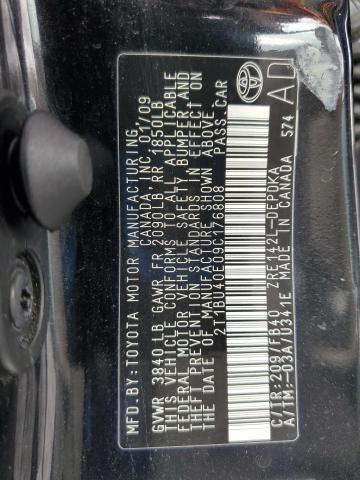 MFD.BY:TOYOTA MOTOR MANUFACTURING
CANADA, INC. 01/09
GVWR 3840 LB GAWR FR 2090LB RR 1850LB
THIS VEHICLE CONFORMS TO ALL APPLICABLE
FEDERAL MOTOR VEHICLE SAFETY, BUMPER AND
THEFT PREVENTION STANDARDS IN EFFECT ON
THE DATE OF MANUFACTURE SHOWN ABOVE.
2T1BU40E09C176808 PASS.CAR
C/TR:209/FB40 ZRE142L-DEPDKA
A/TM:-03A/U341E MADE IN CANADA 574
AD